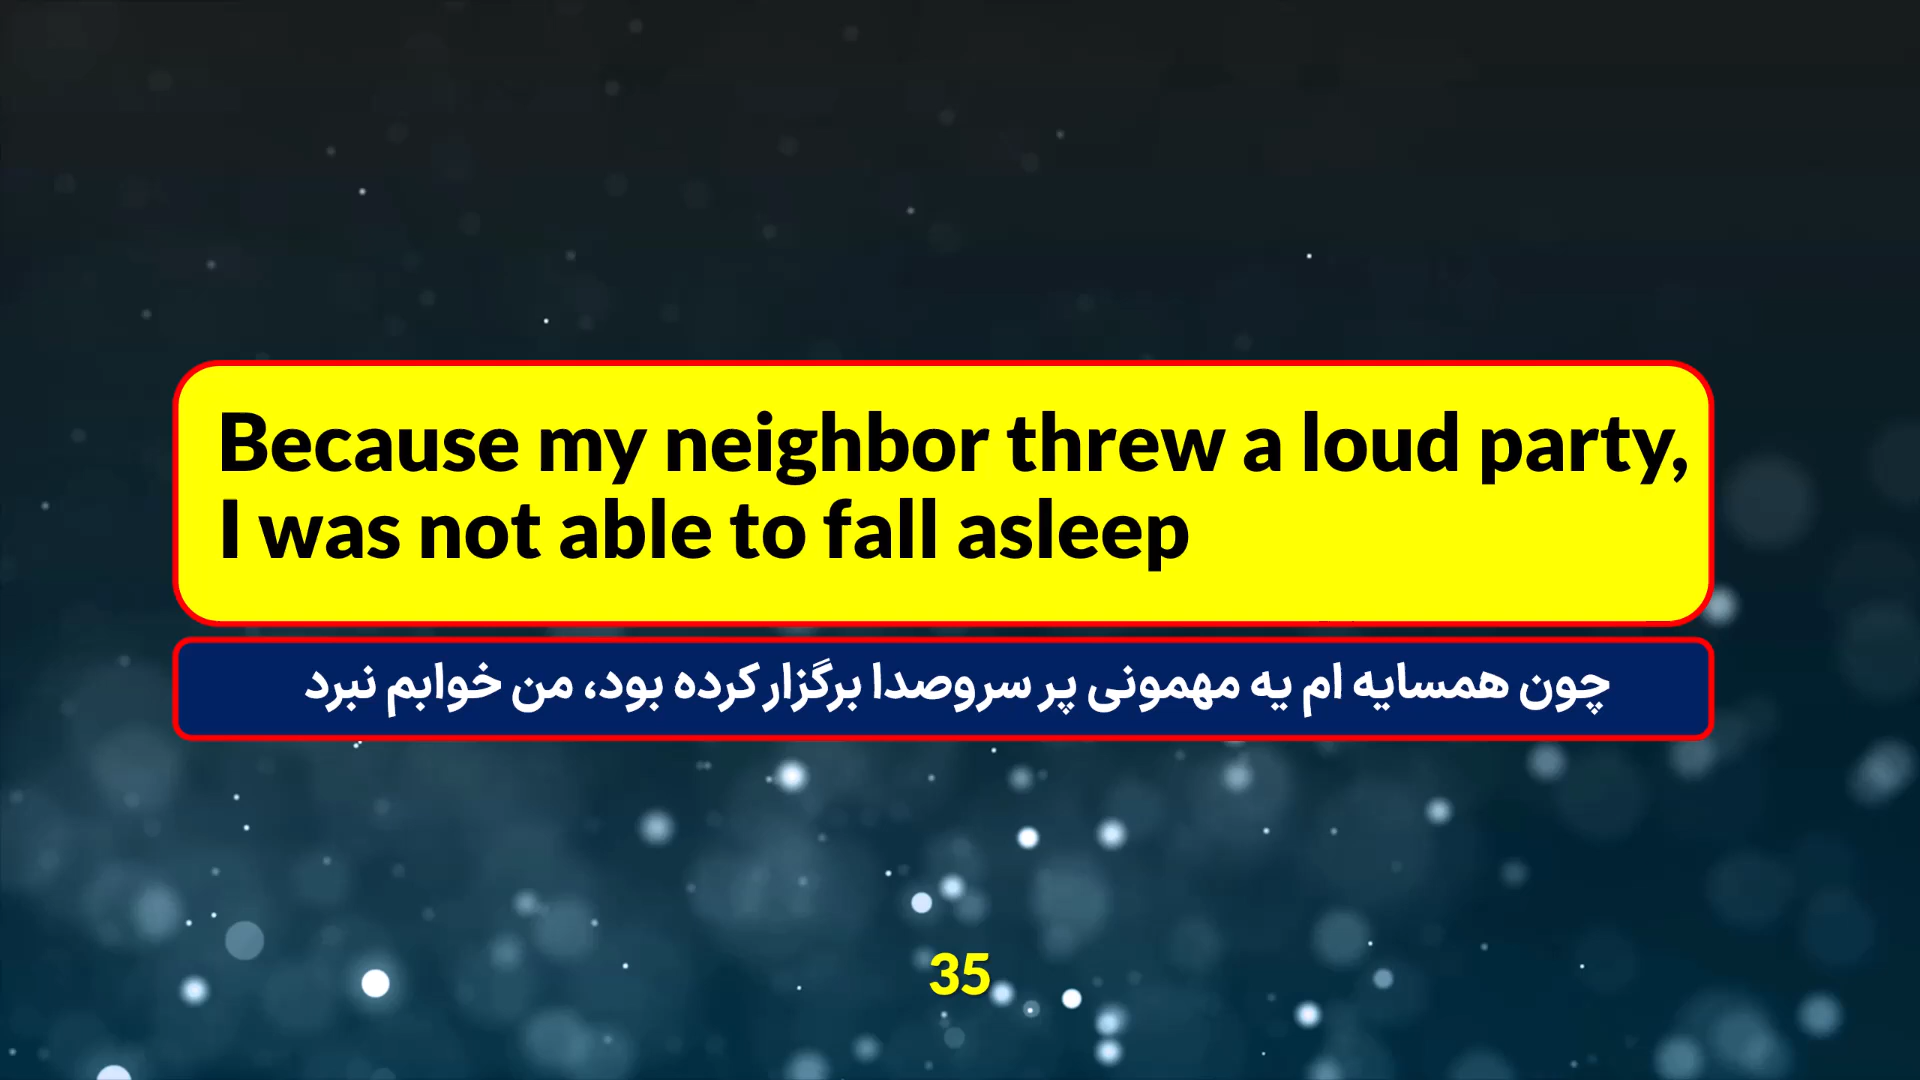 Because my neighbor threw a loud party,
I was not able to fall asleep
چون همسایه ام یه مهمونی پر سروصدا برگزار کرده بود، من خوابم نبرد
35